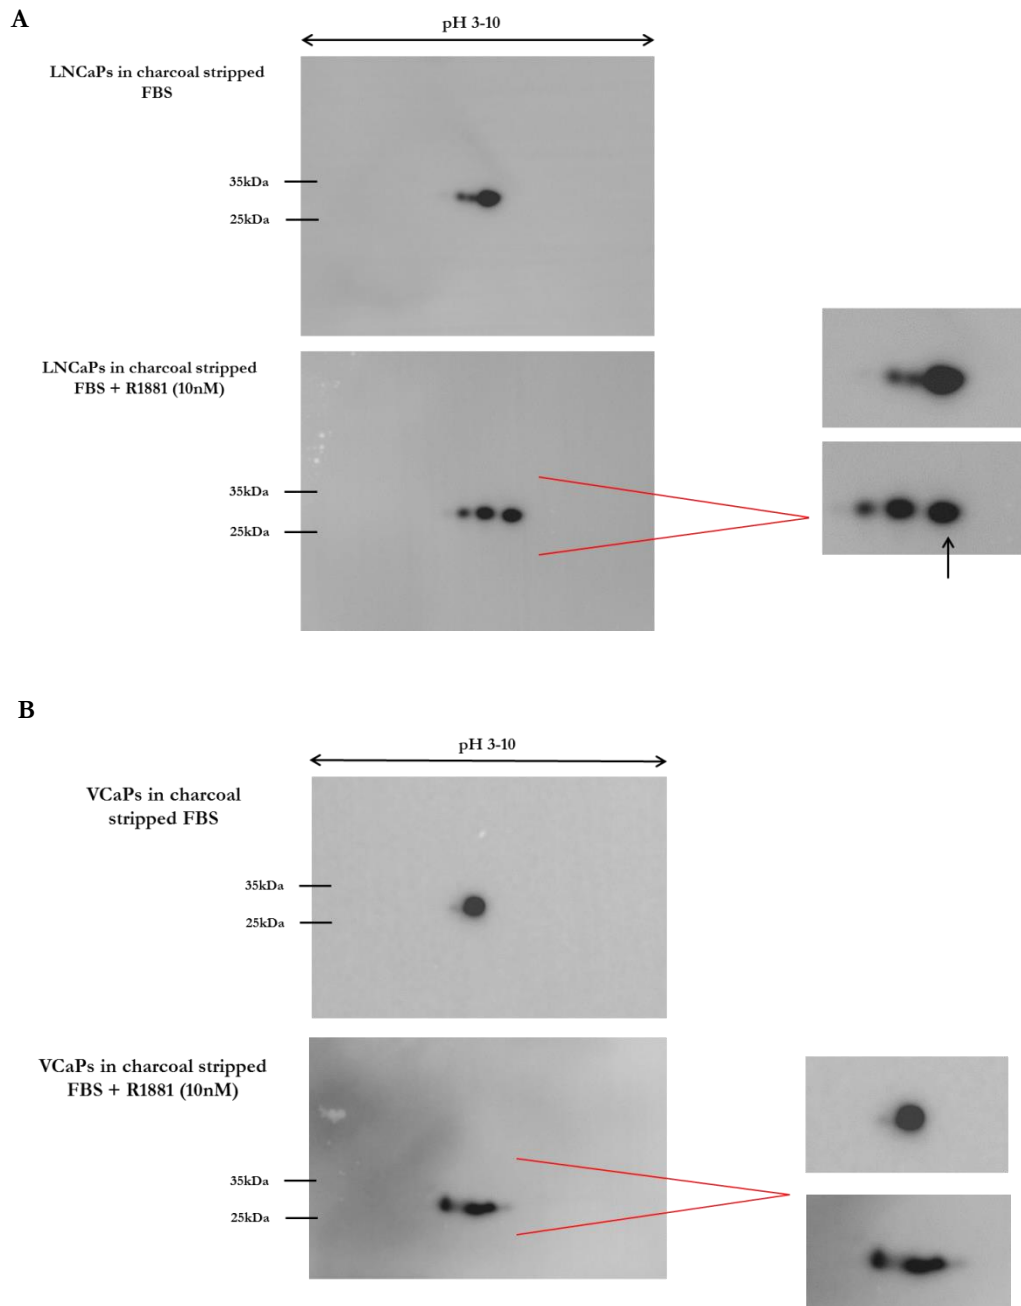 A
pH 3-10
LNCaPs in charcoal stripped
FBS
35kDa
25kDa
LNCaPs in charcoal stripped
FBS + R1881 (10nM)
35kDa
25kDa
B
pH 3-10
VCaPs in charcoal
stripped FBS
35kDa
25kDa
VCaPs in charcoal stripped
FBS + R1881 (10nM)
35kDa
25kDa